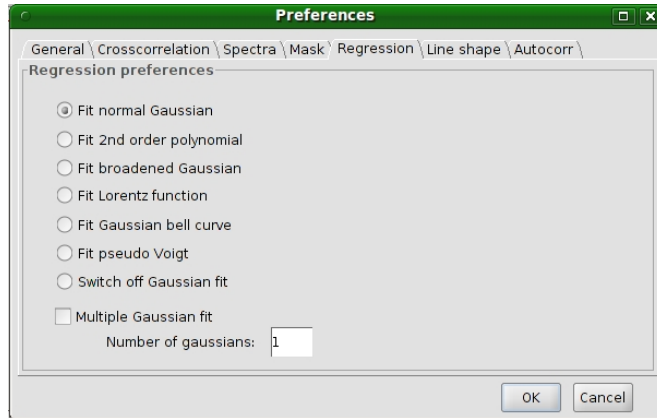 Preferences
General Crosscorrelation Spectra Mask Regression Line shape Autocorr
Regression preferences
Fit normal Gaussian
Fit 2nd order polynomial
Fit broadened Gaussian
Fit Lorentz function
Fit Gaussian bell curve
Fit pseudo Voigt
Switch off Gaussian fit
Multiple Gaussian fit
Number of gaussians: 1
OK Cancel